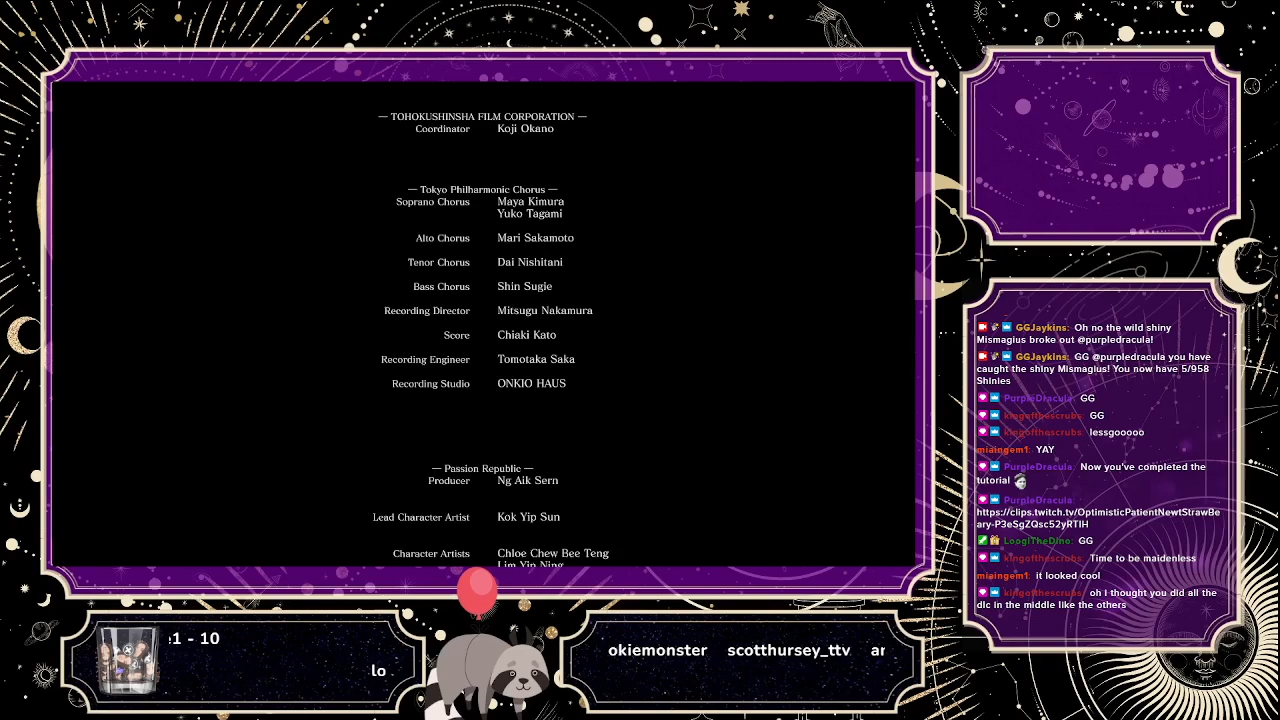 — TOHOKUSHINSHA FILM CORPORATION —
Coordinator Koji Okano
— Tokyo Philharmonic Chorus —
Soprano Chorus Maya Kimura
Yuko Tagami
Alto Chorus Mari Sakamoto
Tenor Chorus Dai Nishitani
Bass Chorus Shin Sugie
Recording Director Mitsugu Nakamura
Score Chiaki Kato
Recording Engineer Tomotaka Saka
Recording Studio ONKIO HAUS
— Passion Republic —
Producer Ng Aik Sern
Lead Character Artist Kok Yip Sun
Character Artists Chloe Chew Bee Teng
Lim Yip Ning
GGJaykins: Oh no the wild shiny
Mismagius broke out @purpledracula!
GGJaykins: GG @purpledracula you have
caught the shiny Mismagius! You now have 5/958
Shinies
PurpleDracula: GG
kingofthescrubs: GG
kingofthescrubs: lessgooooo
miaingem1: YAY
PurpleDracula: Now you've completed the
tutorial
PurpleDracula:
https://clips.twitch.tv/OptimisticPatientNewtStrawBe
ary-P3eSgZQsc52yRTIH
LoogiTheDino: GG
kingofthescrubs: Time to be maidenless
miaingem1: it looked cool
kingofthescrubs: oh I thought you did all the
dlc in the middle like the others
1 - 10
lo
okiemonster scotthursey_ttv ar